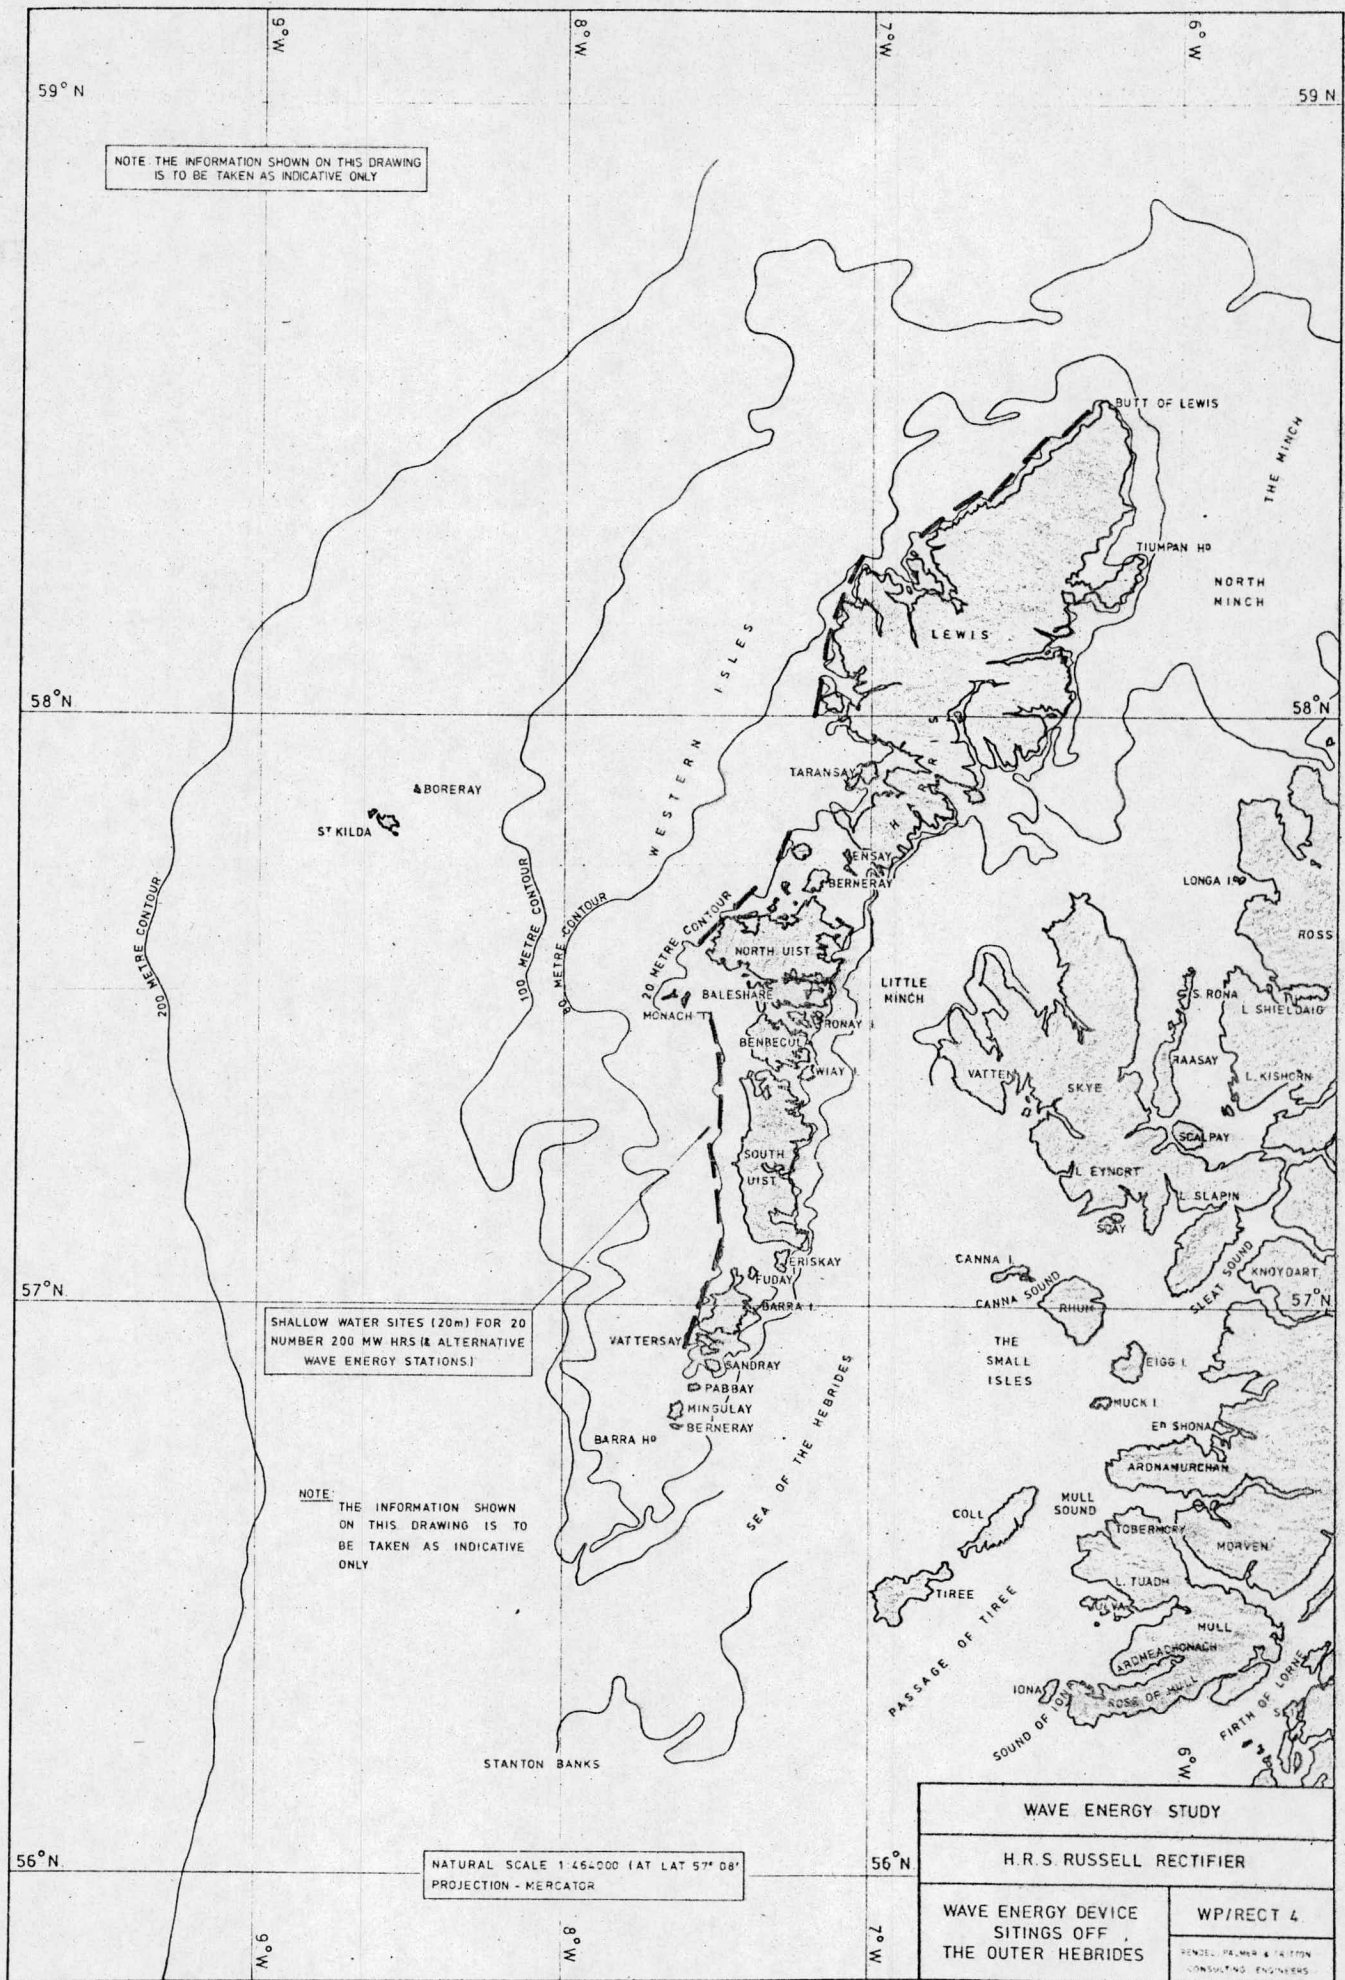 9°W
8°W
7°W
6°W
59°N
59 N
NOTE. THE INFORMATION SHOWN ON THIS DRAWING
IS TO BE TAKEN AS INDICATIVE ONLY
BUTT OF LEWIS
THE MINCH
TIUMPAN HD
NORTH
MINCH
LEWIS
WESTERN ISLES
58°N
58°N
HARRIS
TARANSAY
BORERAY
ST KILDA
ENSAY
BERNERAY
LONGA I.
200 METRE CONTOUR
100 METRE CONTOUR
80 METRE CONTOUR
20 METRE CONTOUR
ROSS
NORTH UIST
LITTLE
MINCH
BALESHARE
MONACH I
S. RONA
L SHIELDAIG
RONAY I.
BENBECULA
WIAY I.
VATTEN
SKYE
RAASAY
L. KISHORN
SCALPAY
SOUTH
UIST
L. EYNORT
L. SLAPIN
SOAY
ERISKAY
CANNA I.
FUDAY
CANNA SOUND
RHUM
SLEAT SOUND
KNOYDART
57°N
57°N
BARRA I.
SHALLOW WATER SITES (20m) FOR 20
NUMBER 200 MW HRS (& ALTERNATIVE
WAVE ENERGY STATIONS)
VATTERSAY
THE
SMALL
ISLES
SANDRAY
EIGG I.
PABBAY
MUCK I.
MINGULAY
BERNERAY
En SHONA
BARRA HD
SEA OF THE HEBRIDES
ARDNAMURCHAN
NOTE:
THE INFORMATION SHOWN
ON THIS DRAWING IS TO
BE TAKEN AS INDICATIVE
ONLY
MULL
SOUND
COLL
TOBERMORY
MORVEN
L. TUADH
TIREE
ULVA
MULL
PASSAGE OF TIREE
ARDMEACHONACH
IONA
ROSS OF MULL
SOUND OF IONA
FIRTH OF LORNE
STANTON BANKS
6°W
WAVE ENERGY STUDY
H.R.S. RUSSELL RECTIFIER
56°N
56°N
NATURAL SCALE 1:464000 (AT LAT 57° 08'
PROJECTION - MERCATOR
WAVE ENERGY DEVICE
SITINGS OFF
THE OUTER HEBRIDES
WP/RECT 4
RENDEL PALMER & TRITTON
CONSULTING ENGINEERS
9°W
8°W
7°W